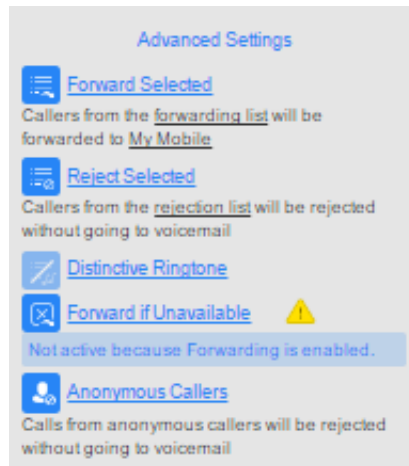 Advanced Settings
Forward Selected
Callers from the forwarding list will be
forwarded to My Mobile
Reject Selected
Callers from the rejection list will be rejected
without going to voicemail
Distinctive Ringtone
Forward if Unavailable
Not active because Forwarding is enabled.
Anonymous Callers
Calls from anonymous callers will be rejected
without going to voicemail